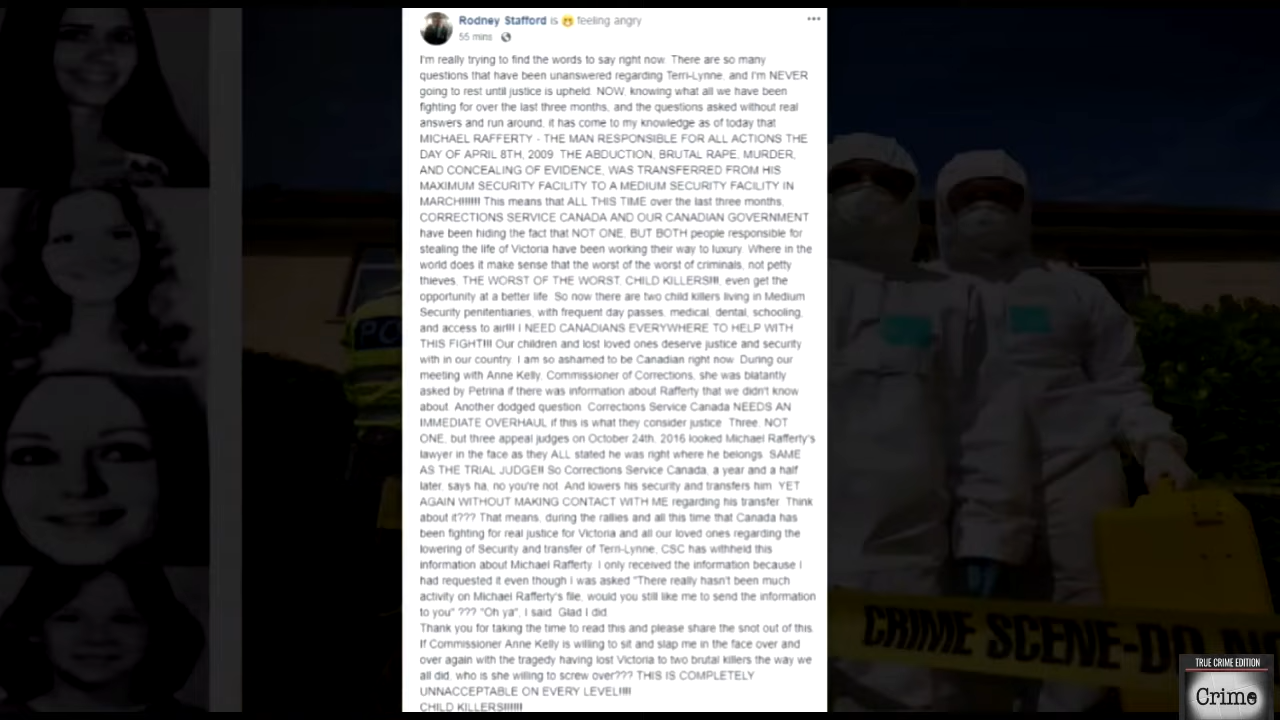 Rodney Stafford is feeling angry
55 mins
I'm really trying to find the words to say right now. There are so many
questions that have been unanswered regarding Terri-Lynne, and I'm NEVER
going to rest until justice is upheld. NOW, knowing what all we have been
fighting for over the last three months, and the questions asked without real
answers and run around, it has come to my knowledge as of today that
MICHAEL RAFFERTY - THE MAN RESPONSIBLE FOR ALL ACTIONS THE
DAY OF APRIL 8TH, 2009 THE ABDUCTION, BRUTAL RAPE, MURDER,
AND CONCEALING OF EVIDENCE, WAS TRANSFERRED FROM HIS
MAXIMUM SECURITY FACILITY TO A MEDIUM SECURITY FACILITY IN
MARCH!!!!!!! This means that ALL THIS TIME over the last three months,
CORRECTIONS SERVICE CANADA AND OUR CANADIAN GOVERNMENT
have been hiding the fact that NOT ONE, BUT BOTH people responsible for
stealing the life of Victoria have been working their way to luxury. Where in the
world does it make sense that the worst of the worst of criminals, not petty
thieves, THE WORST OF THE WORST, CHILD KILLERS!!!, even get the
opportunity at a better life. So now there are two child killers living in Medium
Security penitentiaries, with frequent day passes, medical, dental, schooling,
and access to air!!!! I NEED CANADIANS EVERYWHERE TO HELP WITH
THIS FIGHT!!!! Our children and lost loved ones deserve justice and security
with in our country. I am so ashamed to be Canadian right now. During our
meeting with Anne Kelly, Commissioner of Corrections, she was blatantly
asked by Petrina if there was information about Rafferty that we didn't know
about. Another dodged question. Corrections Service Canada NEEDS AN
IMMEDIATE OVERHAUL if this is what they consider justice. Three, NOT
ONE, but three appeal judges on October 24th, 2016 looked Michael Rafferty's
lawyer in the face as they ALL stated he was right where he belongs. SAME
AS THE TRIAL JUDGE!! So Corrections Service Canada, a year and a half
later, says ha, no you're not. And lowers his security and transfers him. YET
AGAIN WITHOUT MAKING CONTACT WITH ME regarding his transfer. Think
about it??? That means, during the rallies and all this time that Canada has
been fighting for real justice for Victoria and all our loved ones regarding the
lowering of Security and transfer of Terri-Lynne, CSC has withheld this
information about Michael Rafferty. I only received the information because I
had requested it even though I was asked "There really hasn't been much
activity on Michael Rafferty's file, would you still like me to send the information
to you" ??? "Oh ya", I said. Glad I did.
Thank you for taking the time to read this and please share the snot out of this.
If Commissioner Anne Kelly is willing to sit and slap me in the face over and
over again with the tragedy having lost Victoria to two brutal killers the way we
all did, who is she willing to screw over??? THIS IS COMPLETELY
UNNACCEPTABLE ON EVERY LEVEL!!!!
CHILD KILLERS!!!!!!!
CRIME SCENE
TRUE CRIME EDITION
Crime